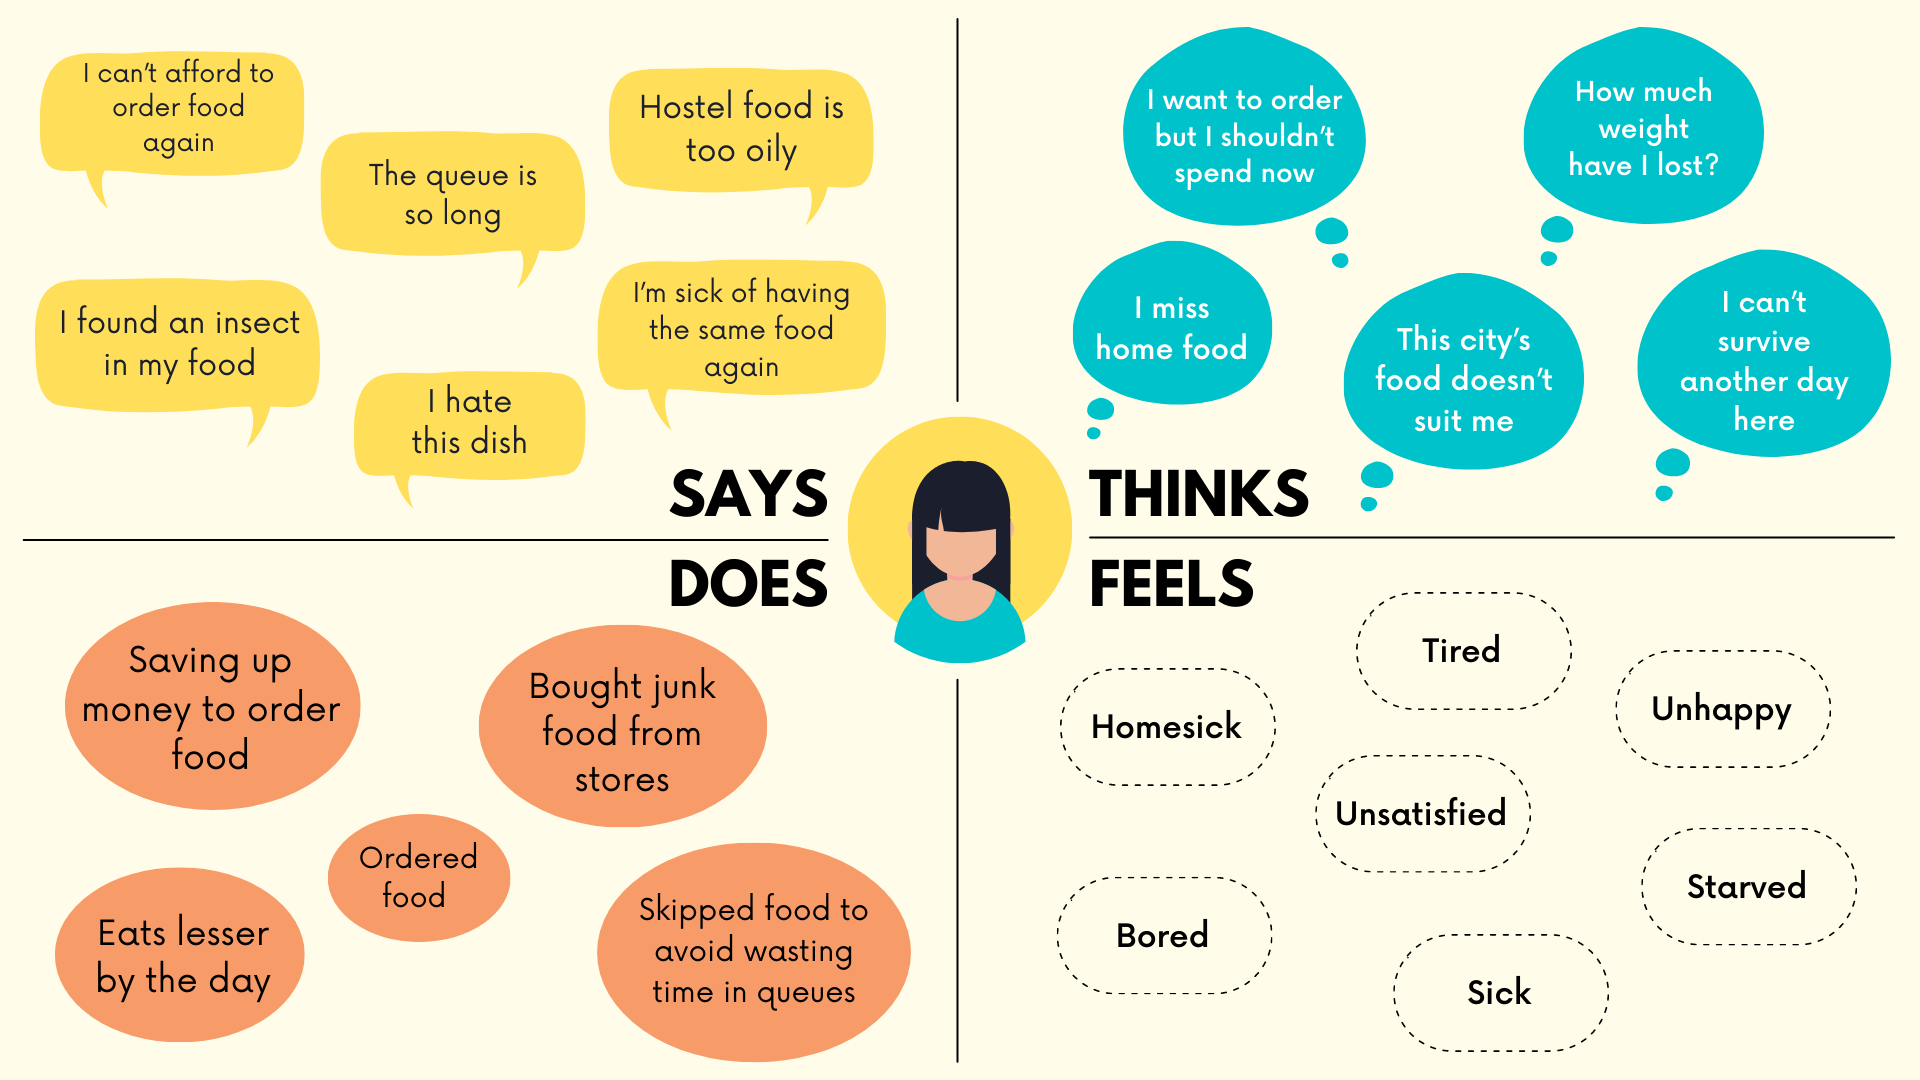 I can't afford to
order food
again
The queue is
so long
Hostel food is
too oily
I found an insect
in my food
I hate
this dish
I'm sick of having
the same food
again
SAYS
I want to order
but I shouldn't
spend now
How much
weight
have I lost?
I miss
home food
This city's
food doesn't
suit me
I can't
survive
another day
here
THINKS
DOES
Saving up
money to order
food
Bought junk
food from
stores
Ordered
food
Eats lesser
by the day
Skipped food to
avoid wasting
time in queues
FEELS
Tired
Homesick
Unhappy
Unsatisfied
Starved
Bored
Sick